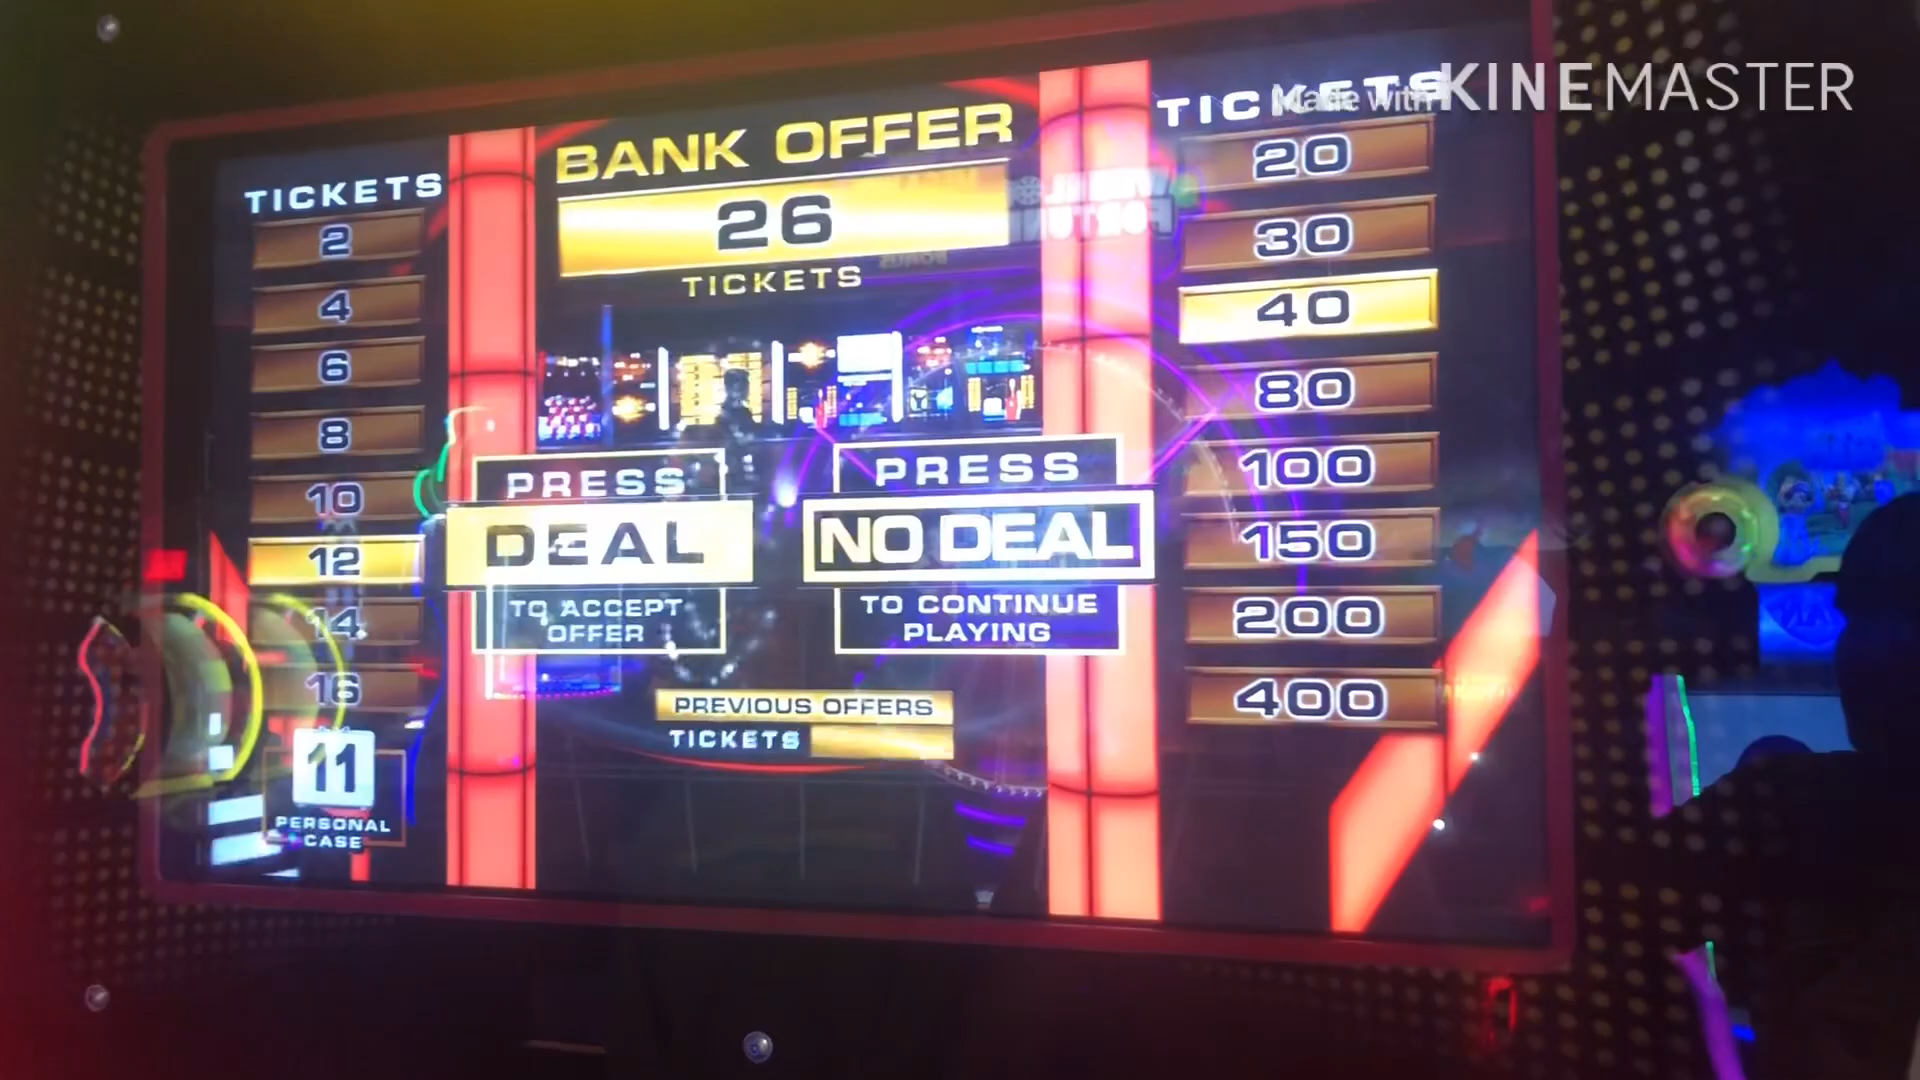 Made with KINEMASTER
TICKETS
2
4
6
8
10
12
14
16
11
PERSONAL
CASE
BANK OFFER
26
TICKETS
PRESS
DEAL
TO ACCEPT
OFFER
PRESS
NO DEAL
TO CONTINUE
PLAYING
PREVIOUS OFFERS
TICKETS
TICKETS
20
30
40
80
100
150
200
400